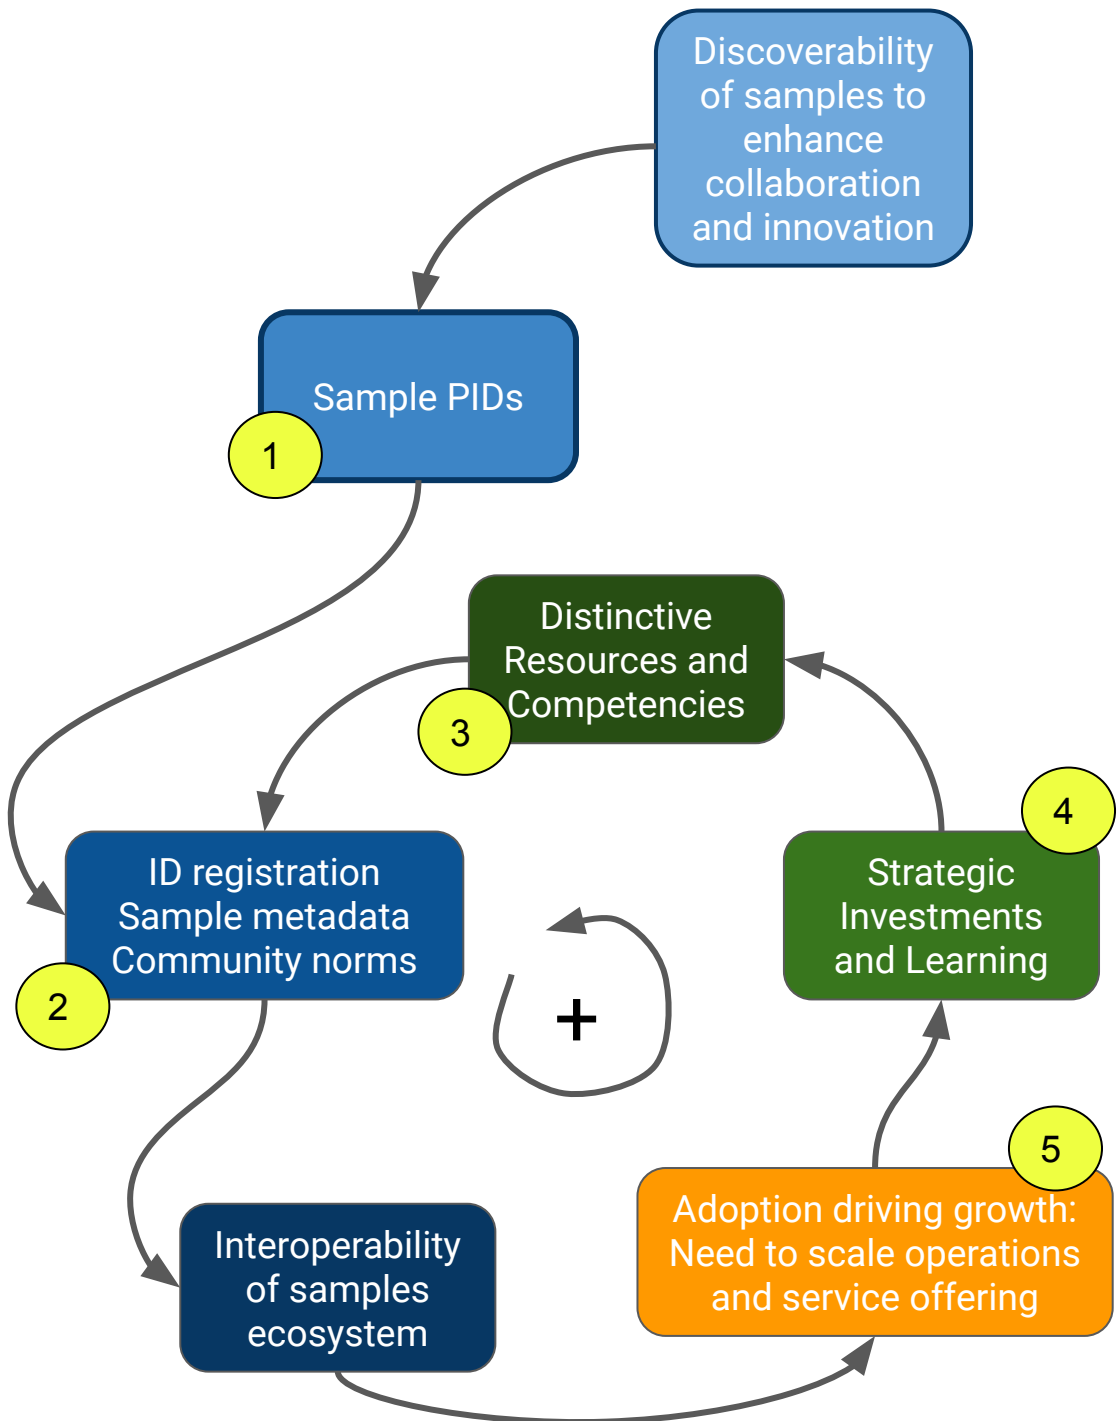 Discoverability
of samples to
enhance
collaboration
and innovation
Sample PIDs
1
Distinctive
Resources and
Competencies
3
4
ID registration
Sample metadata
Community norms
2
Strategic
Investments
and Learning
+
5
Adoption driving growth:
Need to scale operations
and service offering
Interoperability
of samples
ecosystem